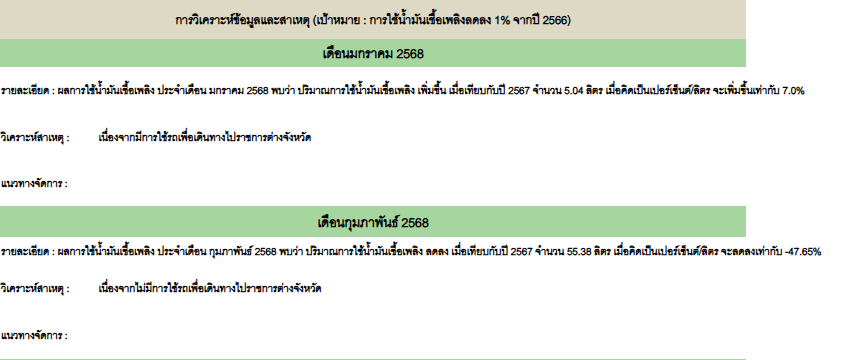 การวิเคราะห์ข้อมูลและสาเหตุ (เป้าหมาย : การใช้น้ำมันเชื้อเพลิงลดลง 1% จากปี 2566)
เดือนมกราคม 2568
รายละเอียด : ผลการใช้น้ำมันเชื้อเพลิง ประจำเดือน มกราคม 2568 พบว่า ปริมาณการใช้น้ำมันเชื้อเพลิง เพิ่มขึ้น เมื่อเทียบกับปี 2567 จำนวน 5.04 ลิตร เมื่อคิดเป็นเปอร์เซ็นต์/ลิตร จะเพิ่มขึ้นเท่ากับ 7.0%
วิเคราะห์สาเหตุ : เนื่องจากมีการใช้รถเพื่อเดินทางไปราชการต่างจังหวัด
แนวทางจัดการ :
เดือนกุมภาพันธ์ 2568
รายละเอียด : ผลการใช้น้ำมันเชื้อเพลิง ประจำเดือน กุมภาพันธ์ 2568 พบว่า ปริมาณการใช้น้ำมันเชื้อเพลิง ลดลง เมื่อเทียบกับปี 2567 จำนวน 55.38 ลิตร เมื่อคิดเป็นเปอร์เซ็นต์/ลิตร จะลดลงเท่ากับ -47.65%
วิเคราะห์สาเหตุ : เนื่องจากไม่มีการใช้รถเพื่อเดินทางไปราชการต่างจังหวัด
แนวทางจัดการ :